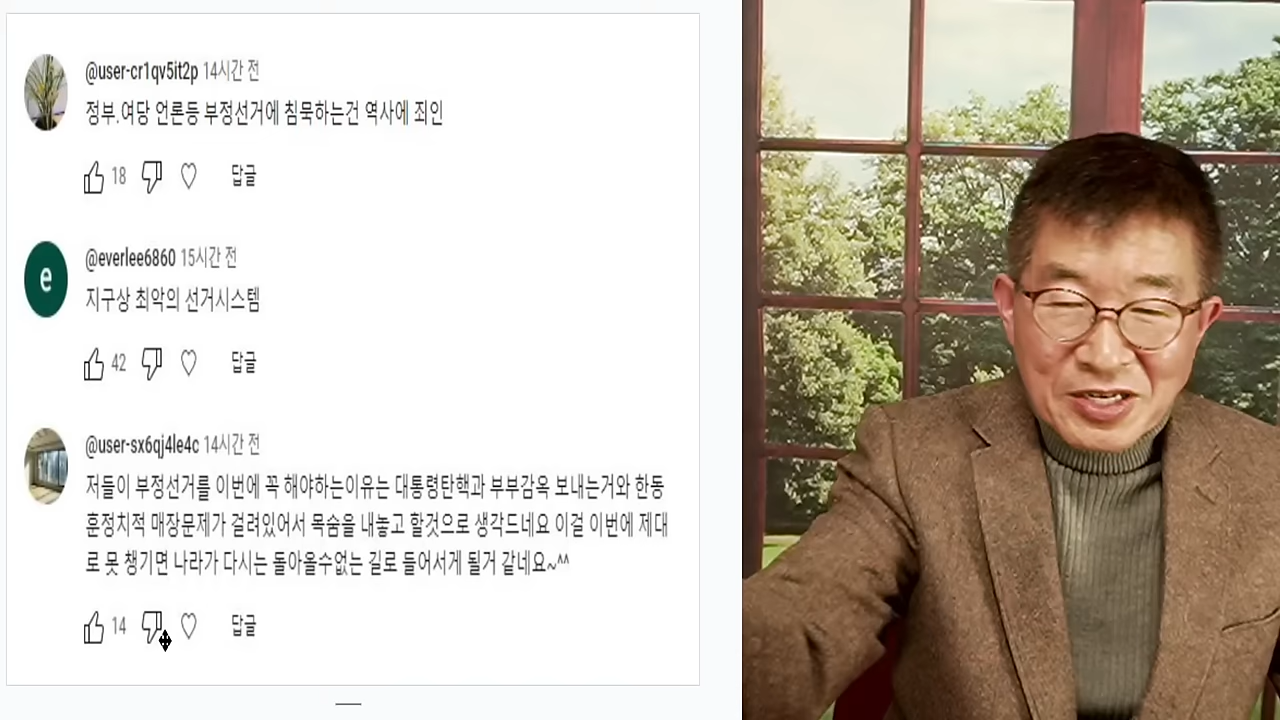 @user-cr1qv5it2p 14시간 전
정부.여당 언론등 부정선거에 침묵하는건 역사에 죄인
18 답글
e
@everlee6860 15시간 전
지구상 최악의 선거시스템
42 답글
@user-sx6qj4le4c 14시간 전
저들이 부정선거를 이번에 꼭 해야하는이유는 대통령탄핵과 부부감옥 보내는거와 한동
훈정치적 매장문제가 걸려있어서 목숨을 내놓고 할것으로 생각드네요 이걸 이번에 제대
로 못 챙기면 나라가 다시는 돌아올수없는 길로 들어서게 될거 같네요~^^
14 답글